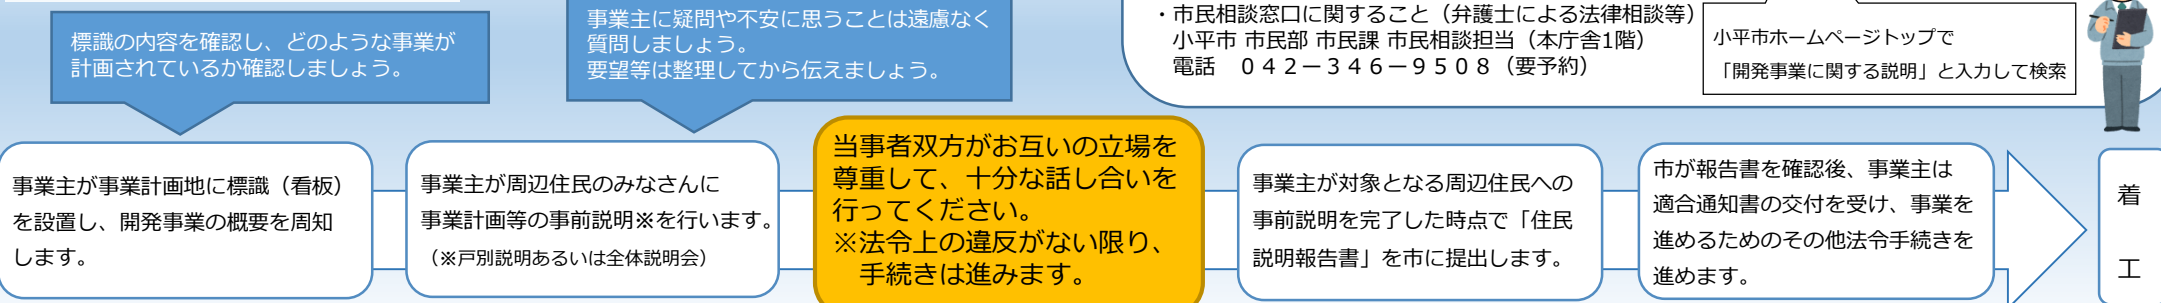 標識の内容を確認し、どのような事業が
計画されているか確認しましょう。
事業主に疑問や不安に思うことは遠慮なく
質問しましょう。
要望等は整理してから伝えましょう。
・市民相談窓口に関すること（弁護士による法律相談等）
小平市 市民部 市民課 市民相談担当（本庁舎1階）
電話　０４２－３４６－９５０８（要予約）
小平市ホームページトップで
「開発事業に関する説明」と入力して検索
事業主が事業計画地に標識（看板）
を設置し、開発事業の概要を周知
します。
事業主が周辺住民のみなさんに
事業計画等の事前説明※を行います。
（※戸別説明あるいは全体説明会）
当事者双方がお互いの立場を
尊重して、十分な話し合いを
行ってください。
※法令上の違反がない限り、
手続きは進みます。
事業主が対象となる周辺住民への
事前説明を完了した時点で「住民
説明報告書」を市に提出します。
市が報告書を確認後、事業主は
適合通知書の交付を受け、事業を
進めるためのその他法令手続きを
進めます。
着
工